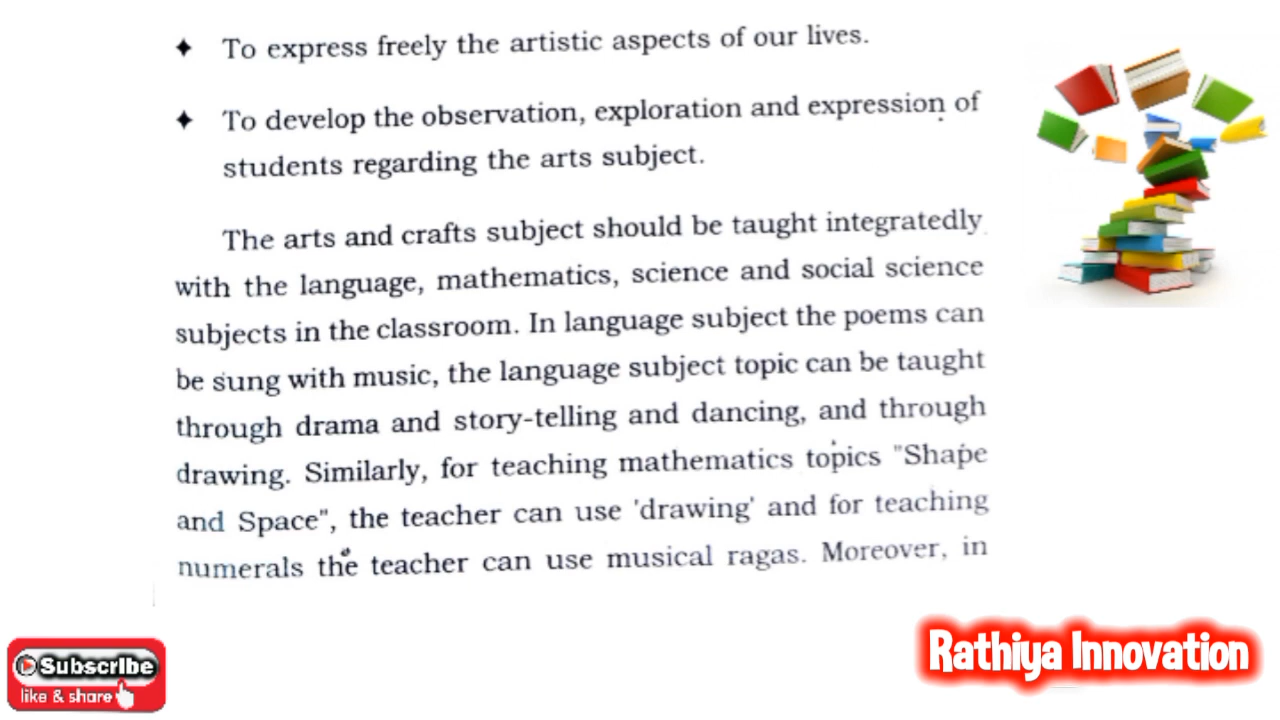 ✦ To express freely the artistic aspects of our lives.
✦ To develop the observation, exploration and expression of
students regarding the arts subject.
The arts and crafts subject should be taught integratedly
with the language, mathematics, science and social science
subjects in the classroom. In language subject the poems can
be sung with music, the language subject topic can be taught
through drama and story-telling and dancing, and through
drawing. Similarly, for teaching mathematics topics "Shape
and Space", the teacher can use 'drawing' and for teaching
numerals the teacher can use musical ragas. Moreover, in
Subscribe
like & share
Rathiya Innovation